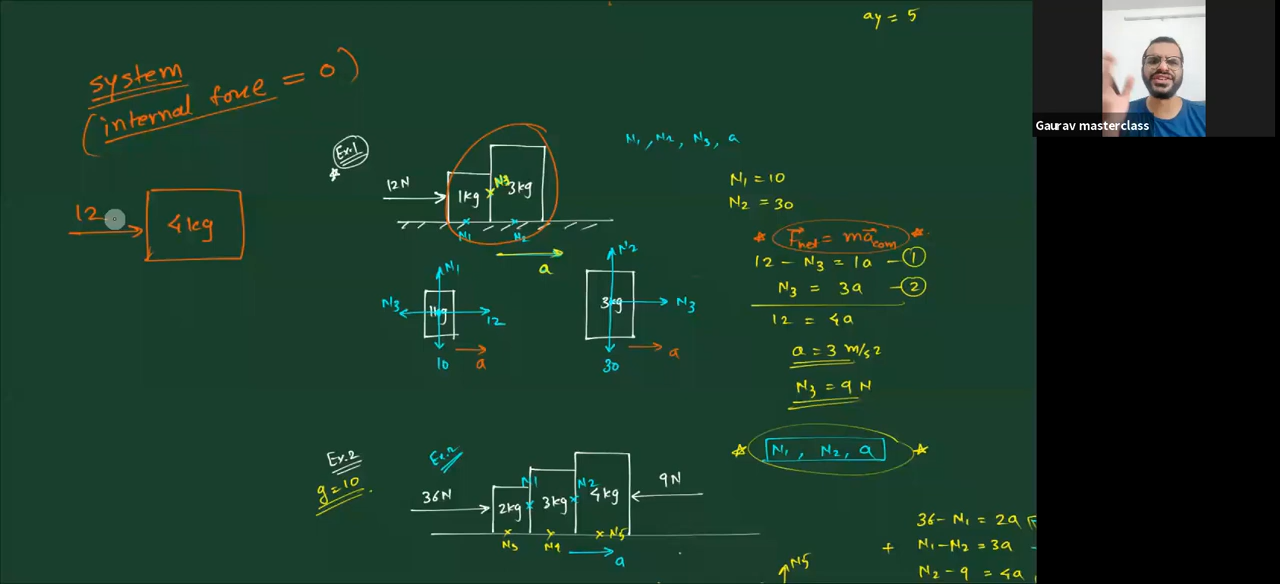 ay = 5
system
(internal force = 0)
Gaurav masterclass
Ex.1
12N
1kg
N3
3kg
N1
N2
a
N1, N2, N3, a
N1 = 10
N2 = 30
12
4kg
Fnet = macom
12 - N3 = 1a - 1
N3 = 3a - 2
12 = 4a
a = 3 m/s2
N3 = 9 N
N1
N3
1kg
12
10
a
N2
3kg
N3
30
a
N1, N2, a
Ex.2
g=10
Ex.2
36N
2kg
N1
3kg
N2
4kg
9N
N3
N4
N5
a
N5
36 - N1 = 2a
+ N1 - N2 = 3a
N2 - 9 = 4a